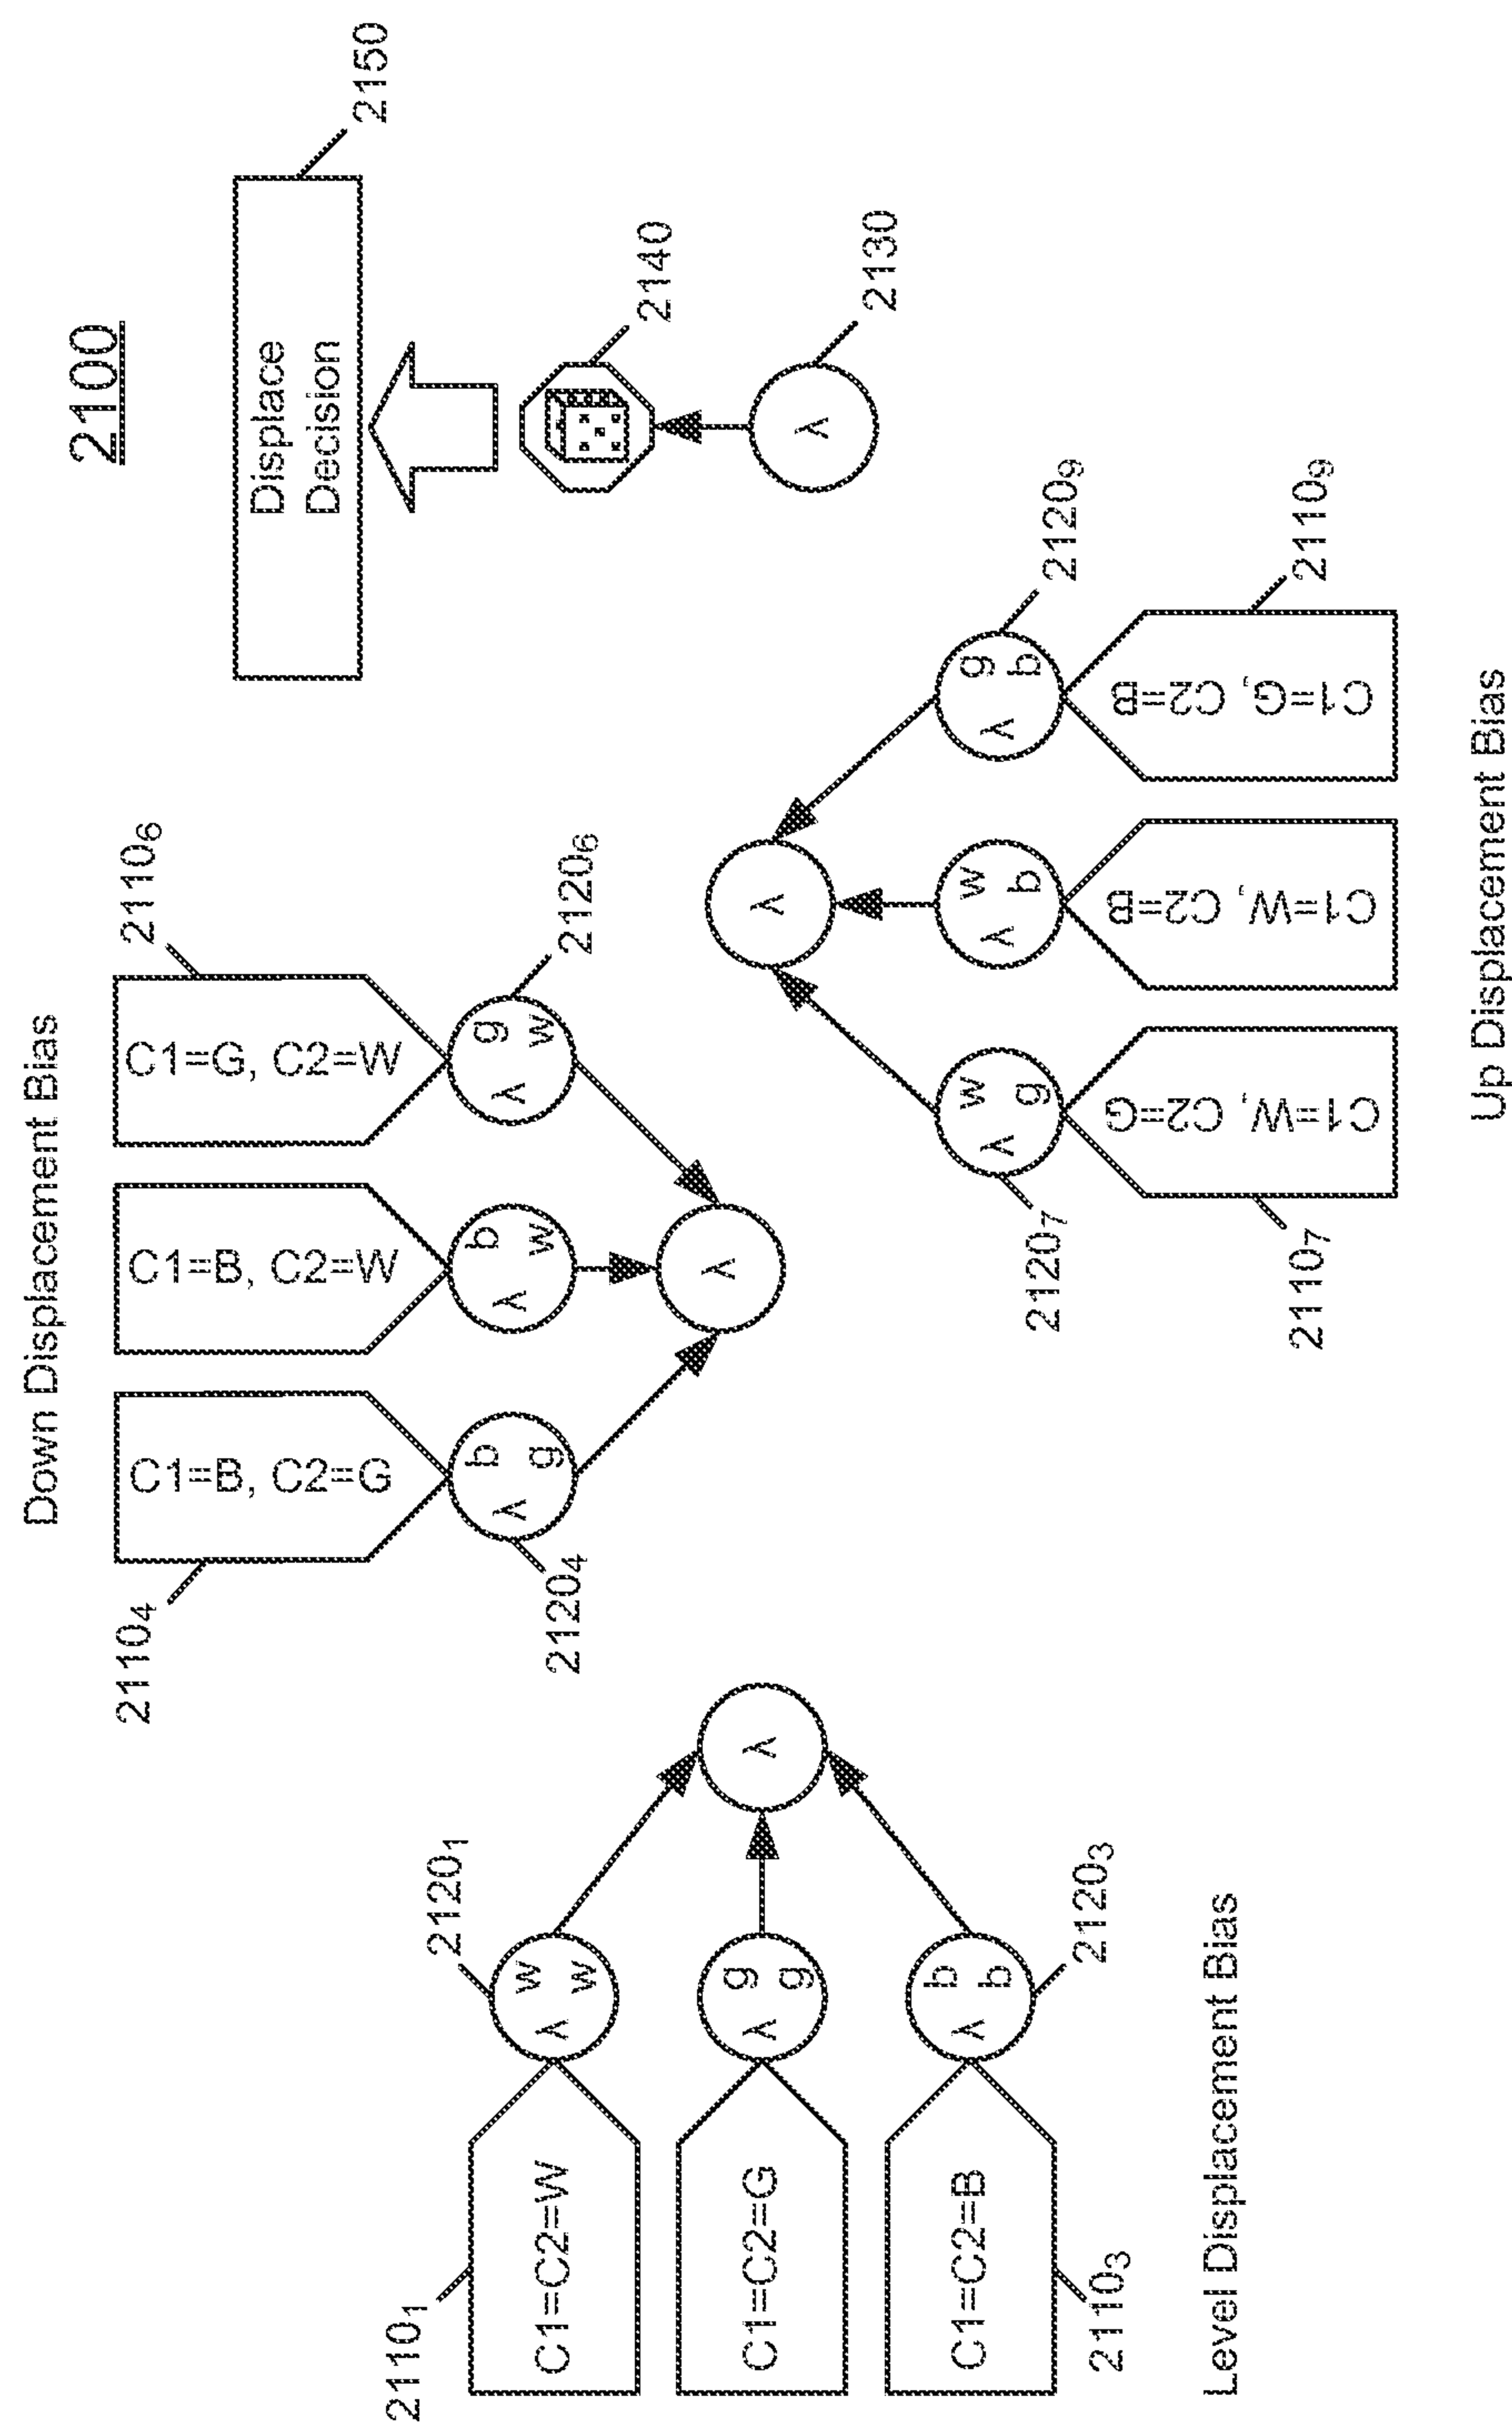 2100
Down Displacement Bias
2110₄
C1=B, C2=G
C1=B, C2=W
C1=G, C2=W
2110₆
2120₄
λ b g
λ b w
λ g w
2120₆
λ
Displace
Decision
2150
2140
λ
2130
2110₁
C1=C2=W
2120₁
λ w w
C1=C2=G
λ g g
λ
C1=C2=B
2110₃
λ b b
2120₃
Level Displacement Bias
λ
2120₇
λ w g
λ w b
λ g b
2120₉
2110₇
C1=W, C2=G
C1=W, C2=B
C1=G, C2=B
2110₉
Up Displacement Bias